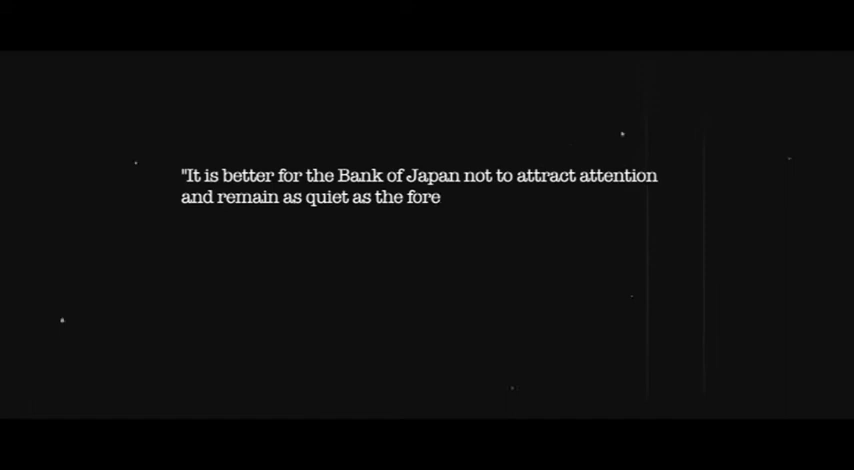 "It is better for the Bank of Japan not to attract attention
and remain as quiet as the fore